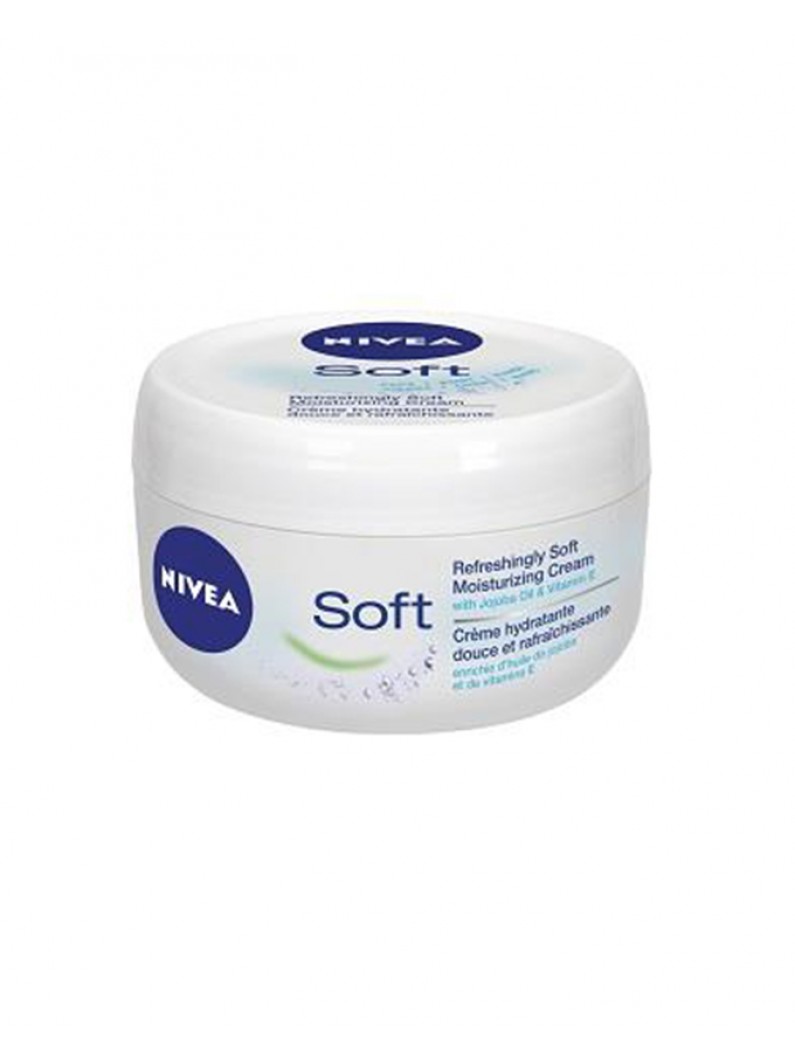 NIVEA
Soft
Refreshingly Soft
Moisturizing Cream
Crème hydratante
douce et rafraîchissante
NIVEA
Soft
Refreshingly Soft
Moisturizing Cream
with Jojoba Oil & Vitamin E
Crème hydratante
douce et rafraîchissante
enrichie d'huile de jojoba
et du vitamine E